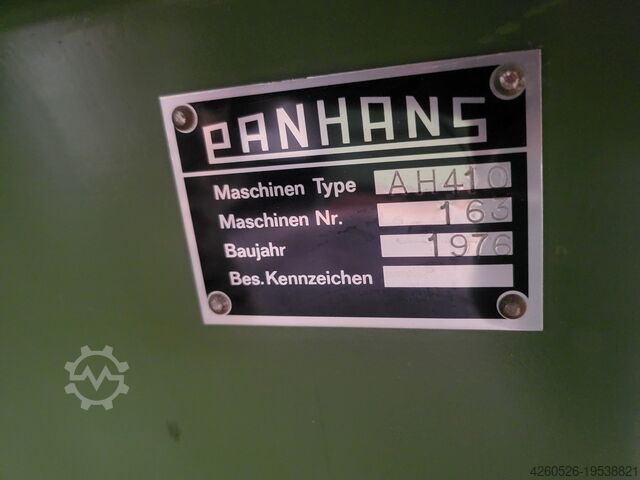 PANHANS
Maschinen Type AH410
Maschinen Nr. 163
Baujahr 1976
Bes.Kennzeichen
4260526-19538821